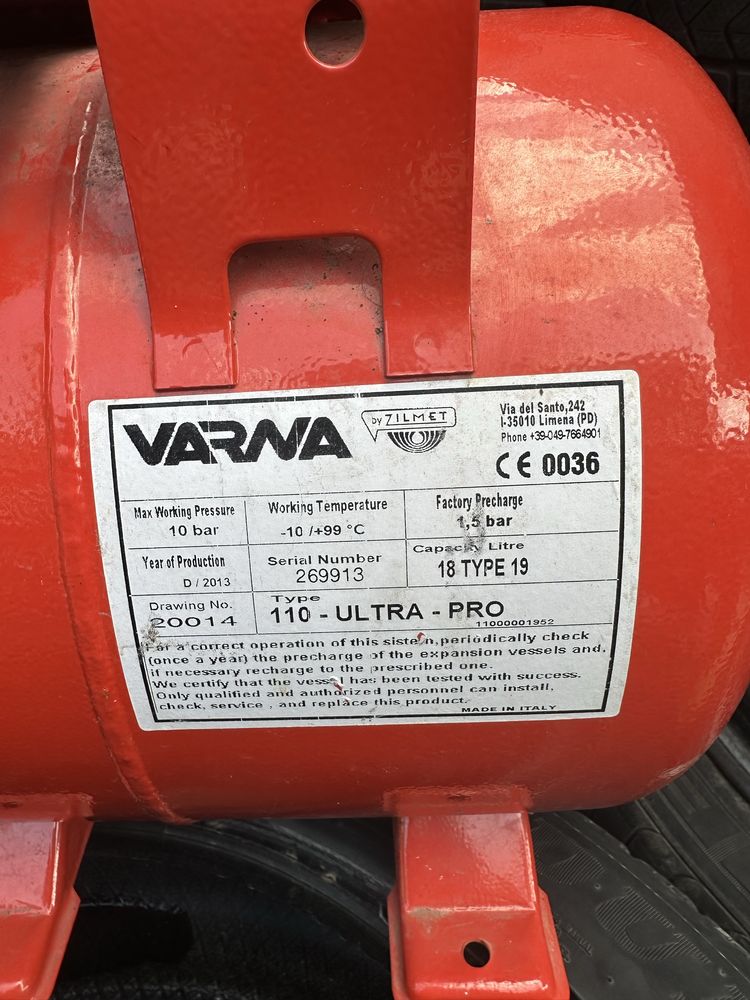 VARNA
by ZILMET
Via del Santo,242
I-35010 Limena (PD)
Phone +39-049-7664901
CE 0036
Max Working Pressure
10 bar
Working Temperature
-10 /+99 °C
Factory Precharge
1,5 bar
Year of Production
D / 2013
Serial Number
269913
Capacity Litre
18 TYPE 19
Drawing No.
20014
Type
110 - ULTRA - PRO
11000001952
For a correct operation of this sistem,periodically check
(once a year) the precharge of the expansion vessels and,
if necessary recharge to the prescribed one.
We certify that the vessel has been tested with success.
Only qualified and authorized personnel can install,
check, service , and replace this product.
MADE IN ITALY